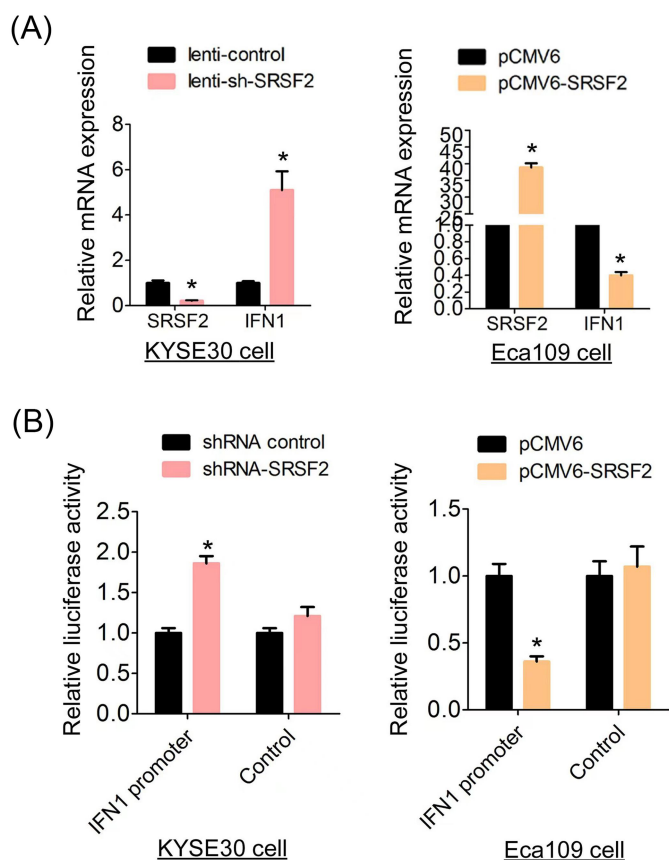 (A)
lenti-control
lenti-sh-SRSF2
Relative mRNA expression
8
6
4
2
0
*
*
SRSF2 IFN1
KYSE30 cell
pCMV6
pCMV6-SRSF2
Relative mRNA expression
50
45
40
35
30
25
1.0
0.8
0.6
0.4
0.2
0.0
*
*
SRSF2 IFN1
Eca109 cell
(B)
shRNA control
shRNA-SRSF2
Relative liuciferase activity
2.5
2.0
1.5
1.0
0.5
0.0
*
IFN1 promoter
Control
KYSE30 cell
pCMV6
pCMV6-SRSF2
Relative liuciferase activity
1.5
1.0
0.5
0.0
*
IFN1 promoter
Control
Eca109 cell